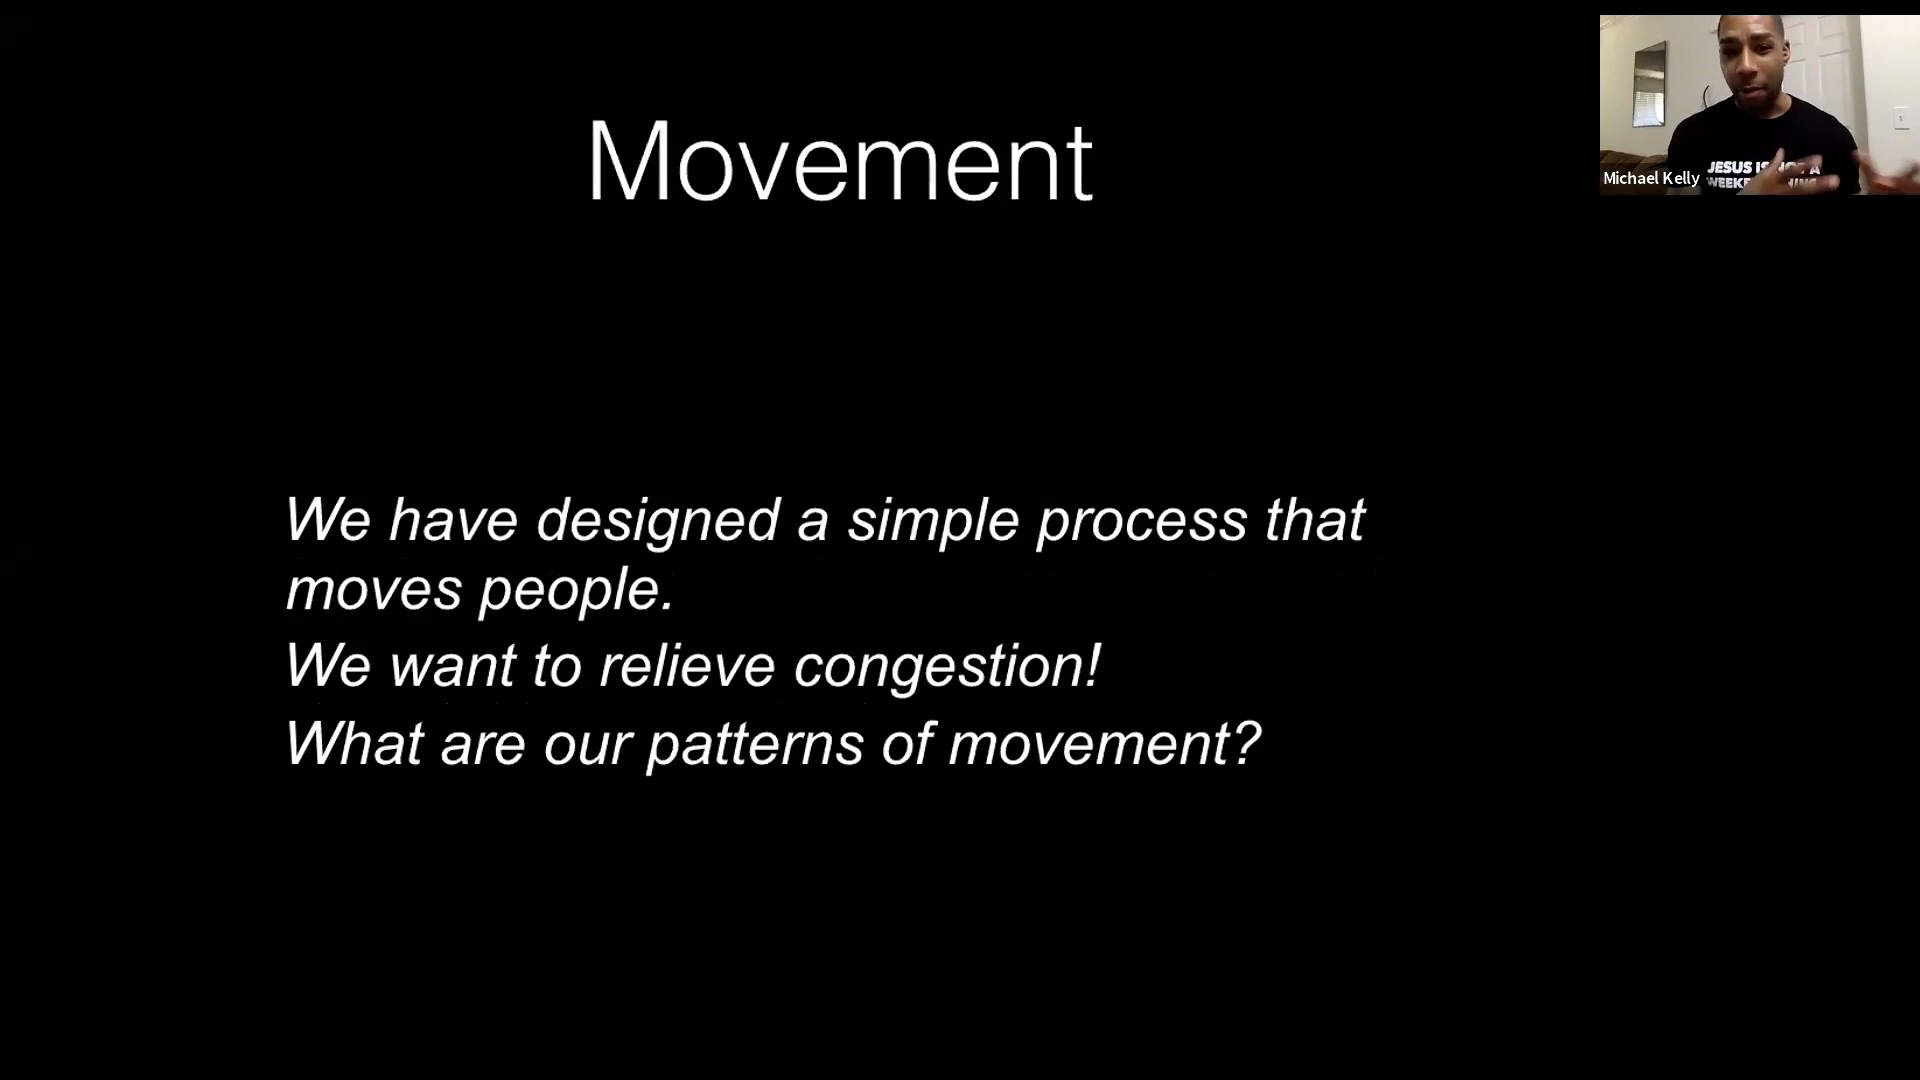 Movement
We have designed a simple process that
moves people.
We want to relieve congestion!
What are our patterns of movement?
Michael Kelly
JESUS IS NOT A